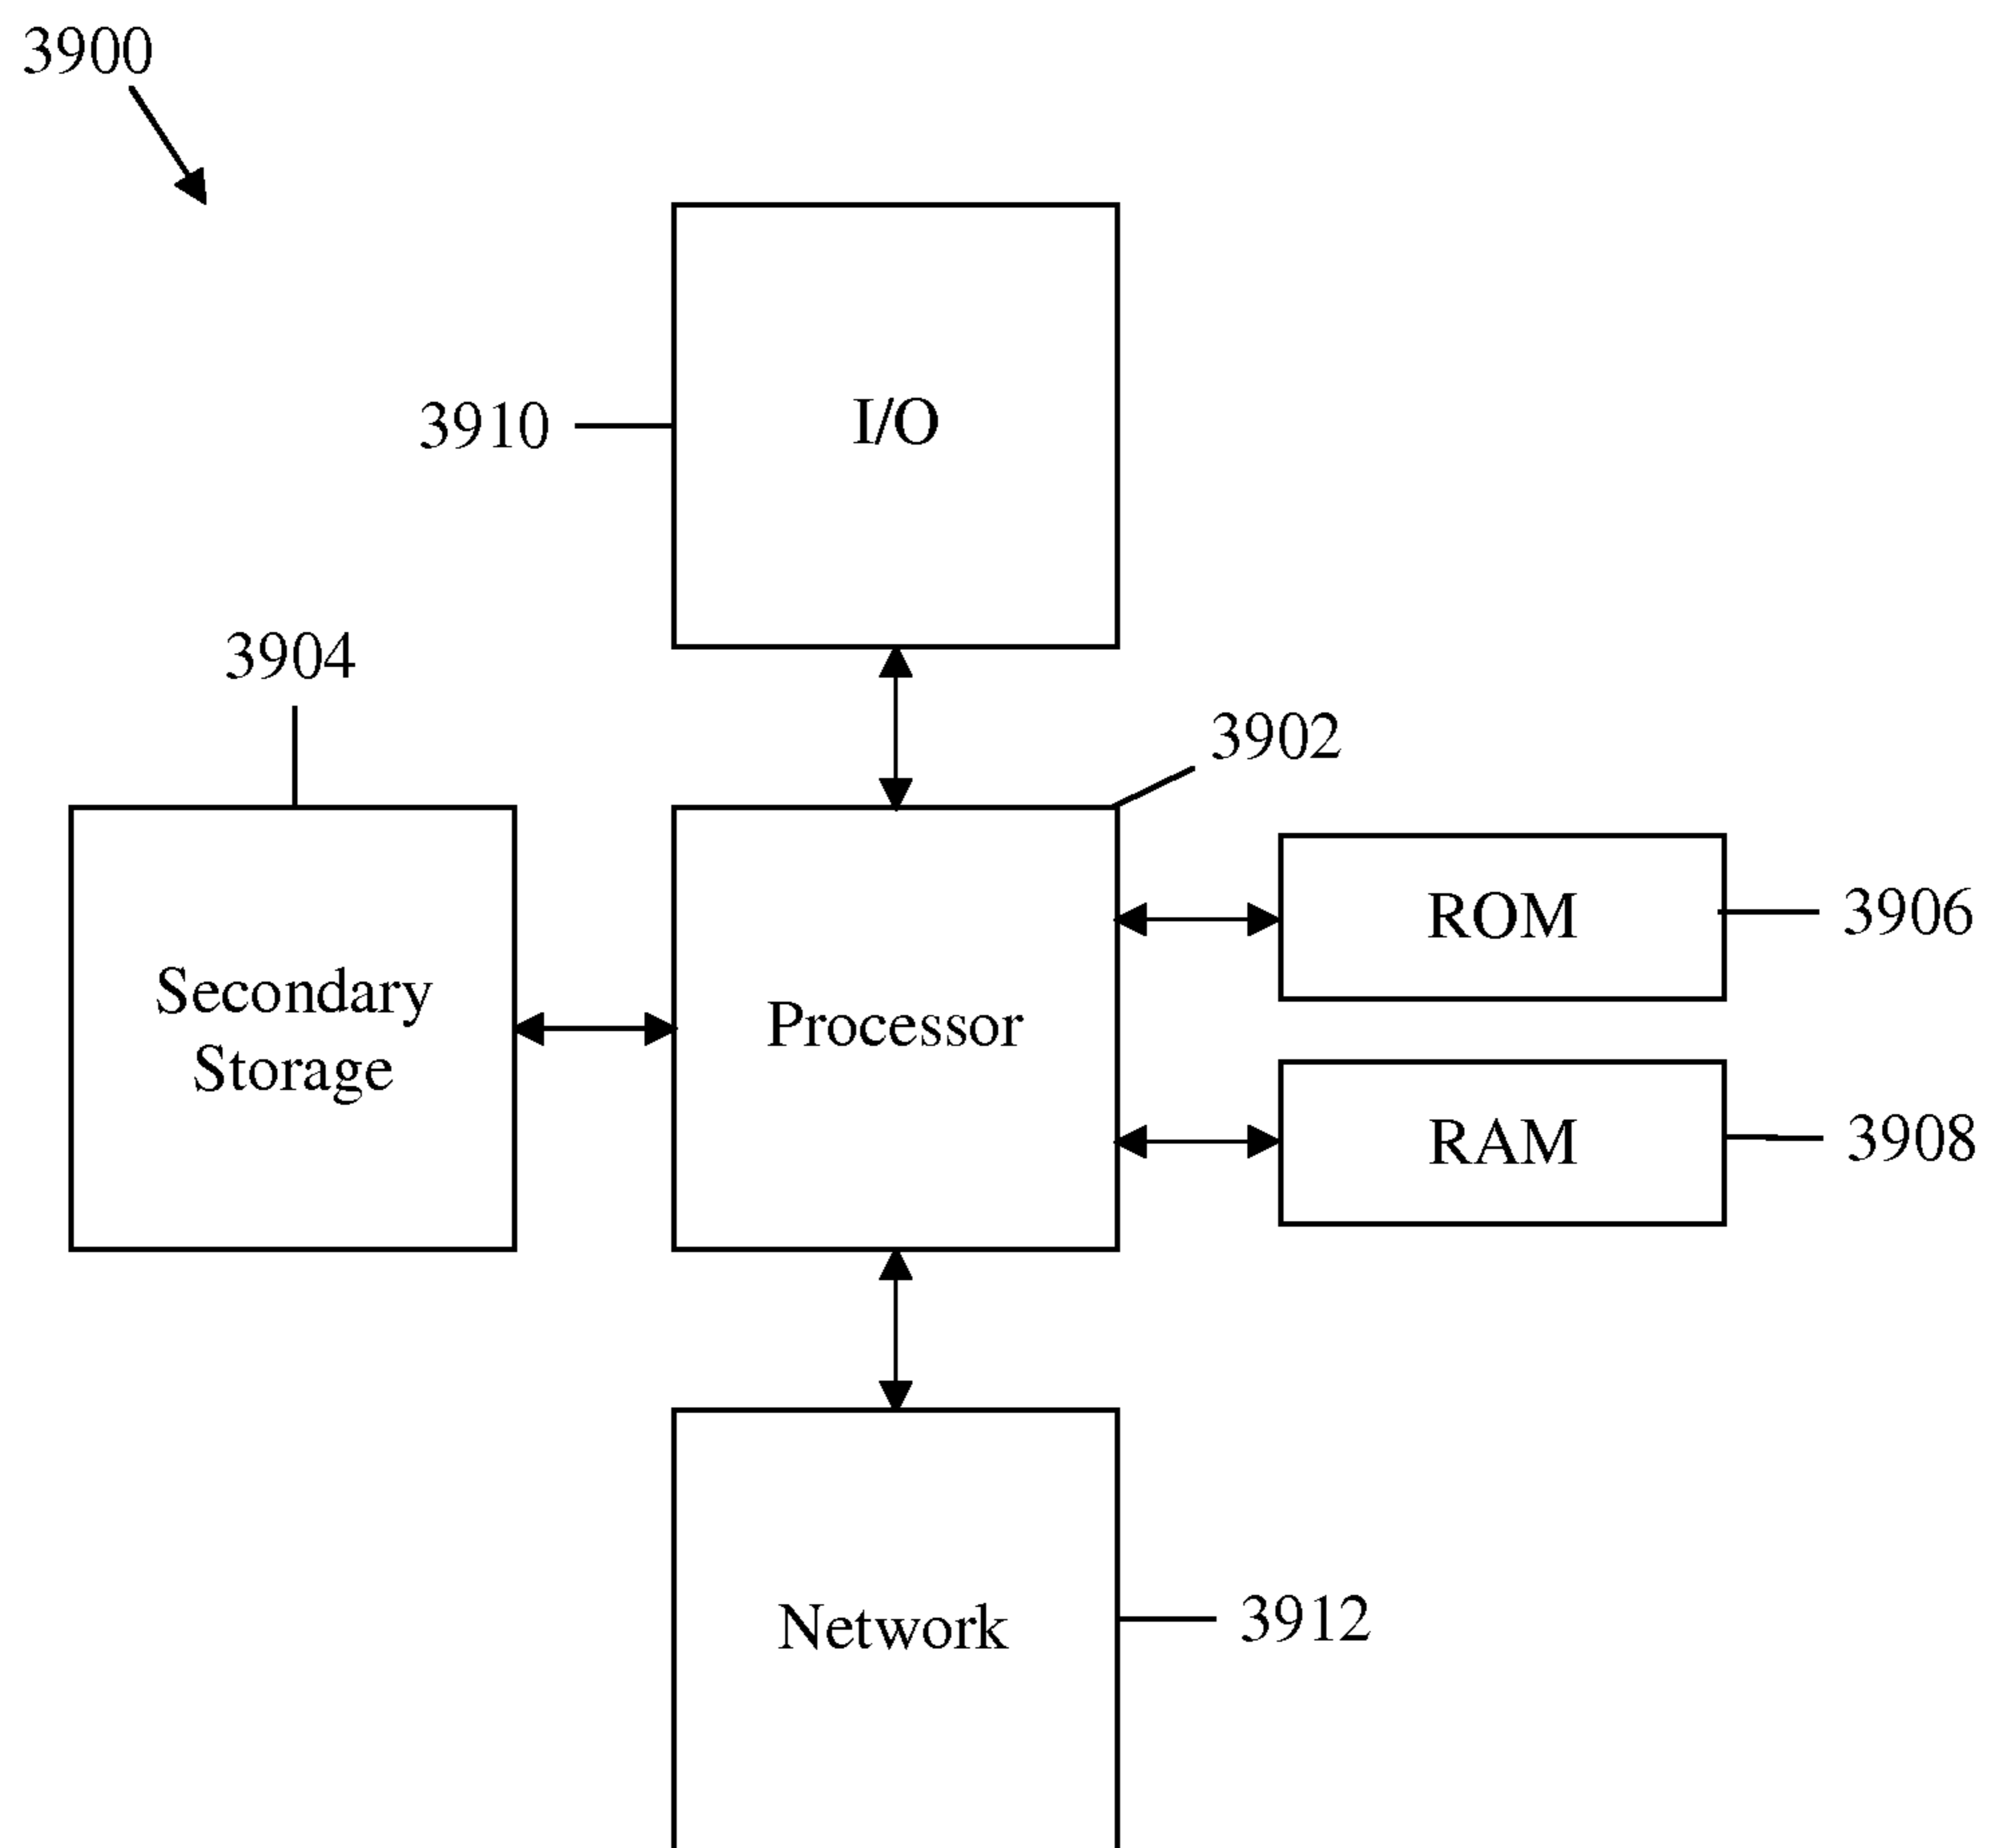 3900
3910
I/O
3904
3902
Secondary
Storage
Processor
ROM
3906
RAM
3908
Network
3912